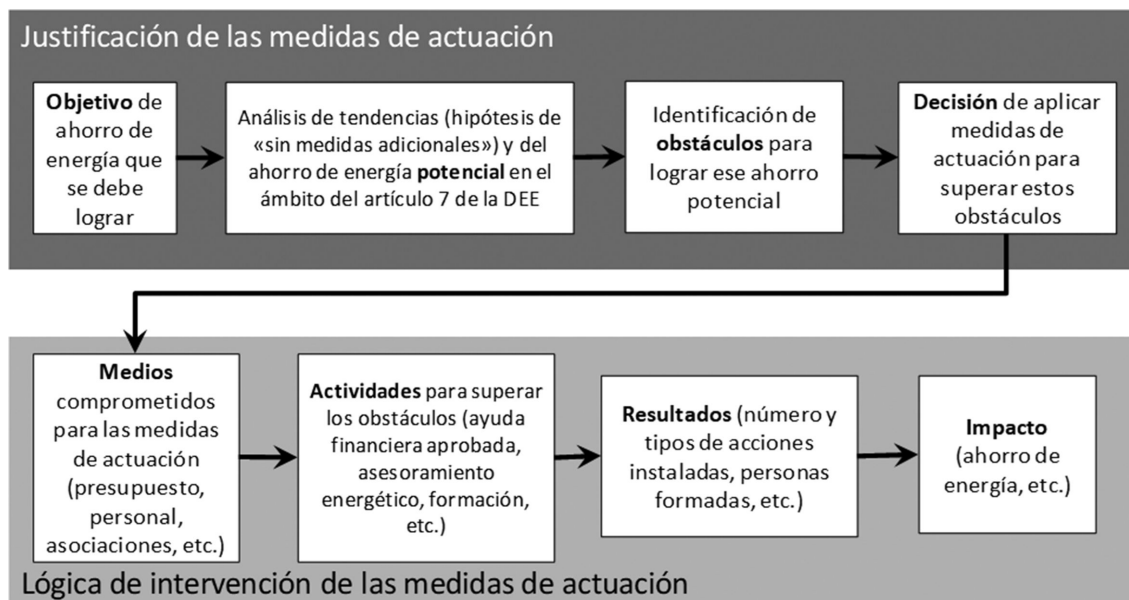 Justificación de las medidas de actuación
Objetivo de
ahorro de
energía que
se debe
lograr
Análisis de tendencias (hipótesis de
«sin medidas adicionales») y del
ahorro de energía potencial en el
ámbito del artículo 7 de la DEE
Identificación de
obstáculos para
lograr ese ahorro
potencial
Decisión de aplicar
medidas de
actuación para
superar estos
obstáculos
Medios
comprometidos
para las medidas
de actuación
(presupuesto,
personal,
asociaciones, etc.)
Actividades para superar
los obstáculos (ayuda
financiera aprobada,
asesoramiento
energético, formación,
etc.)
Resultados (número y
tipos de acciones
instaladas, personas
formadas, etc.)
Impacto
(ahorro de
energía, etc.)
Lógica de intervención de las medidas de actuación